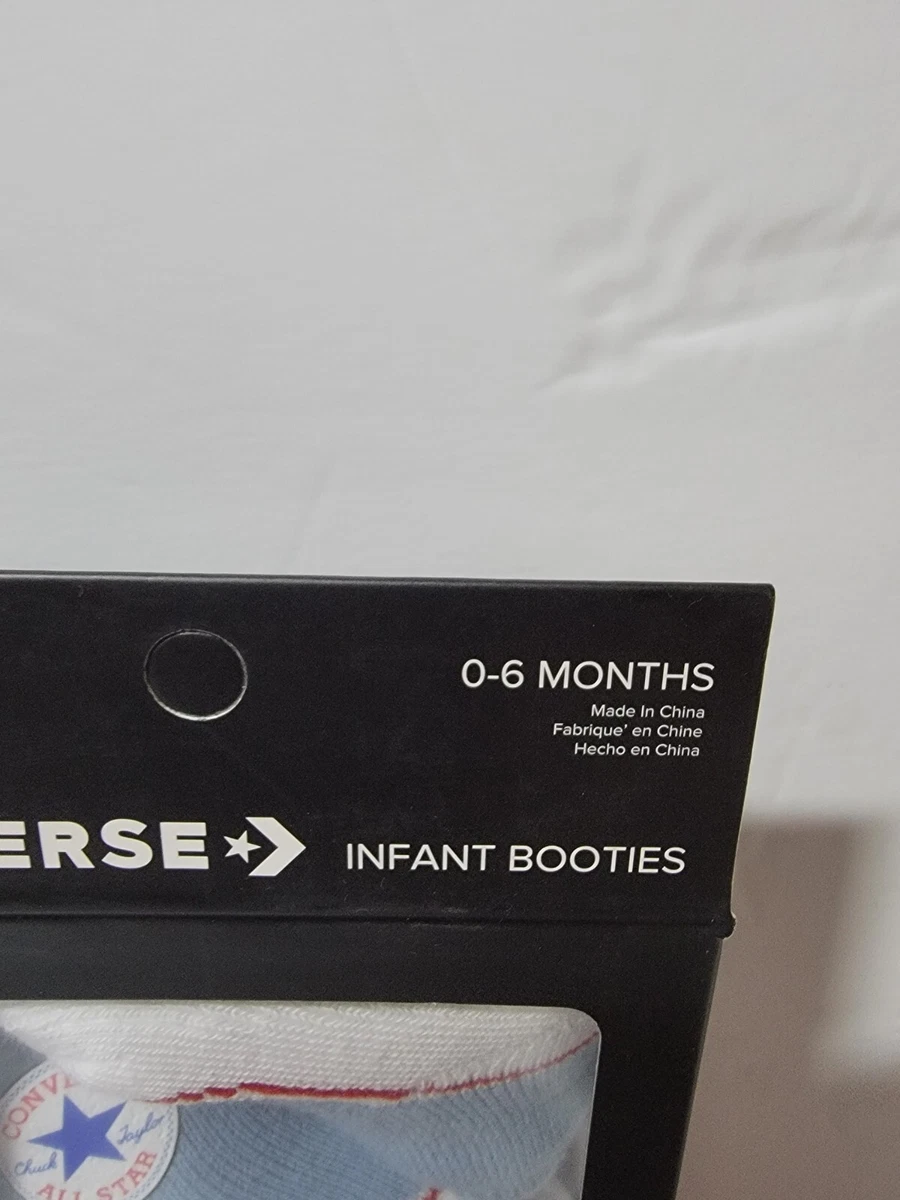 0-6 MONTHS
Made In China
Fabrique' en Chine
Hecho en China
ERSE
INFANT BOOTIES
CONVE
Chuck Taylor
ALL STAR